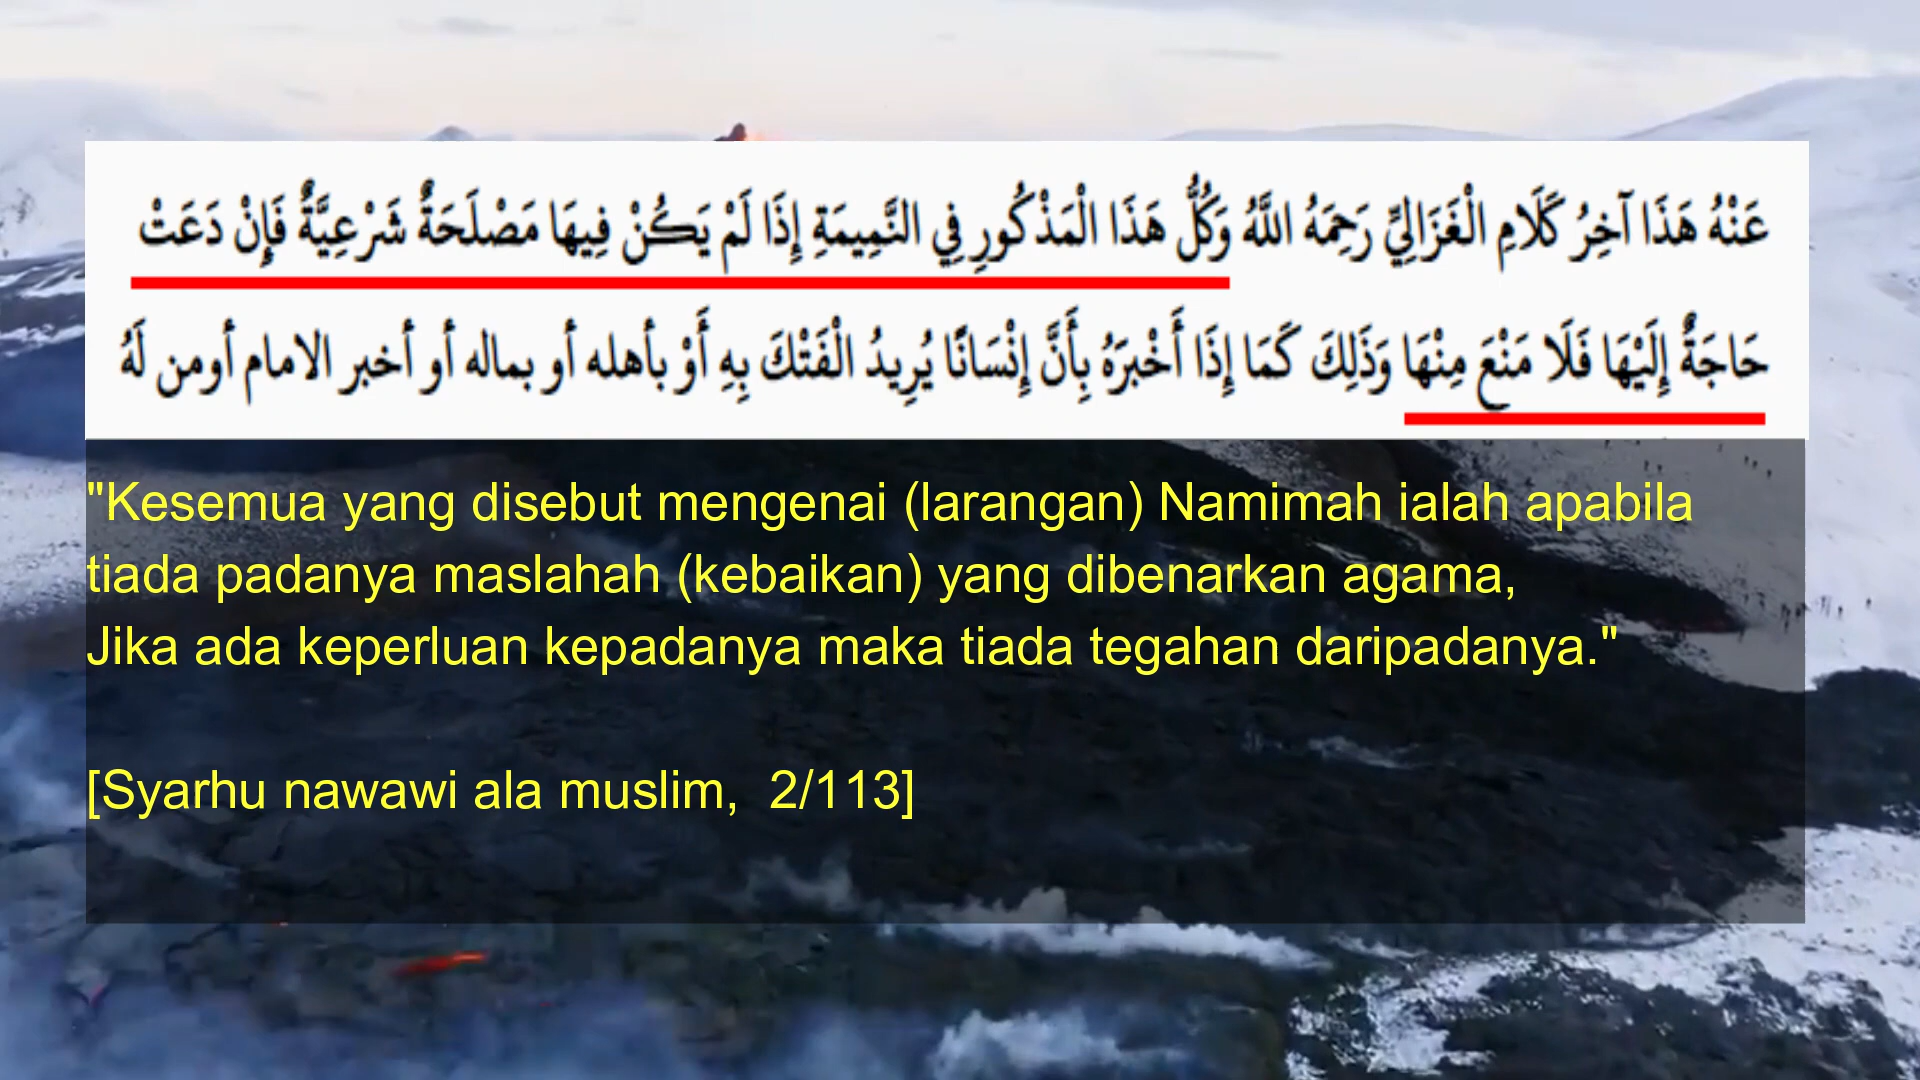 عَنْهُ هَذَا آخِرُ كَلَامِ الْغَزَالِيِّ رَحِمَهُ اللَّهُ وَكُلُّ هَذَا الْمَذْكُورِ فِي النَّمِيمَةِ إِذَا لَمْ يَكُنْ فِيهَا مَصْلَحَةٌ شَرْعِيَّةٌ فَإِنْ دَعَتْ
حَاجَةٌ إِلَيْهَا فَلَا مَنْعَ مِنْهَا وَذَلِكَ كَمَا إِذَا أَخْبَرَهُ بِأَنَّ إِنْسَانًا يُرِيدُ الْفَتْكَ بِهِ أَوْ بأهله أو بماله أو أخبر الامام أومن لَهُ
"Kesemua yang disebut mengenai (larangan) Namimah ialah apabila
tiada padanya maslahah (kebaikan) yang dibenarkan agama,
Jika ada keperluan kepadanya maka tiada tegahan daripadanya."
[Syarhu nawawi ala muslim, 2/113]